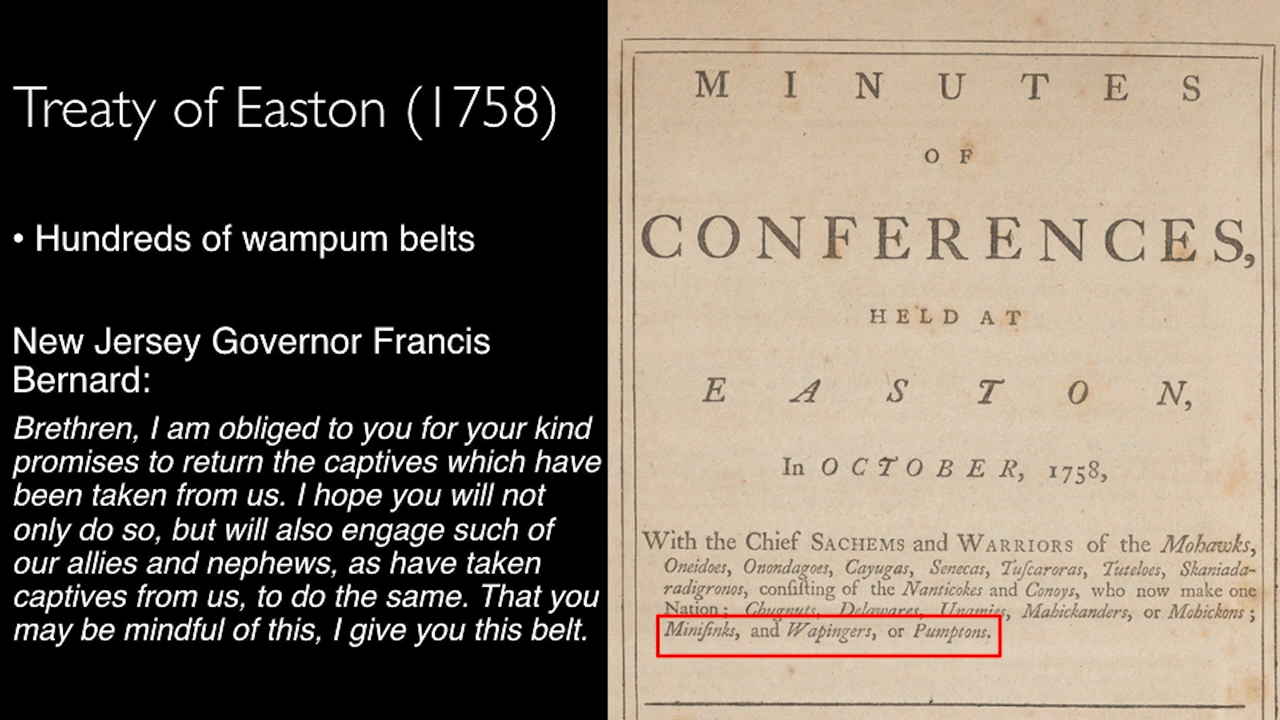 Treaty of Easton (1758)
• Hundreds of wampum belts
New Jersey Governor Francis
Bernard:
Brethren, I am obliged to you for your kind
promises to return the captives which have
been taken from us. I hope you will not
only do so, but will also engage such of
our allies and nephews, as have taken
captives from us, to do the same. That you
may be mindful of this, I give you this belt.
MINUTES
OF
CONFERENCES,
HELD AT
EASTON,
In OCTOBER, 1758,
With the Chief SACHEMS and WARRIORS of the Mohawks,
Oneidoes, Onondagoes, Cayugas, Senecas, Tuſcaroras, Tuteloes, Skaniada-
radigronos, conſiſting of the Nanticokes and Conoys, who now make one
Nation; Chugnuts, Delawares, Unamies, Mahickanders, or Mohickons;
Miniſinks, and Wapingers, or Pumptons.